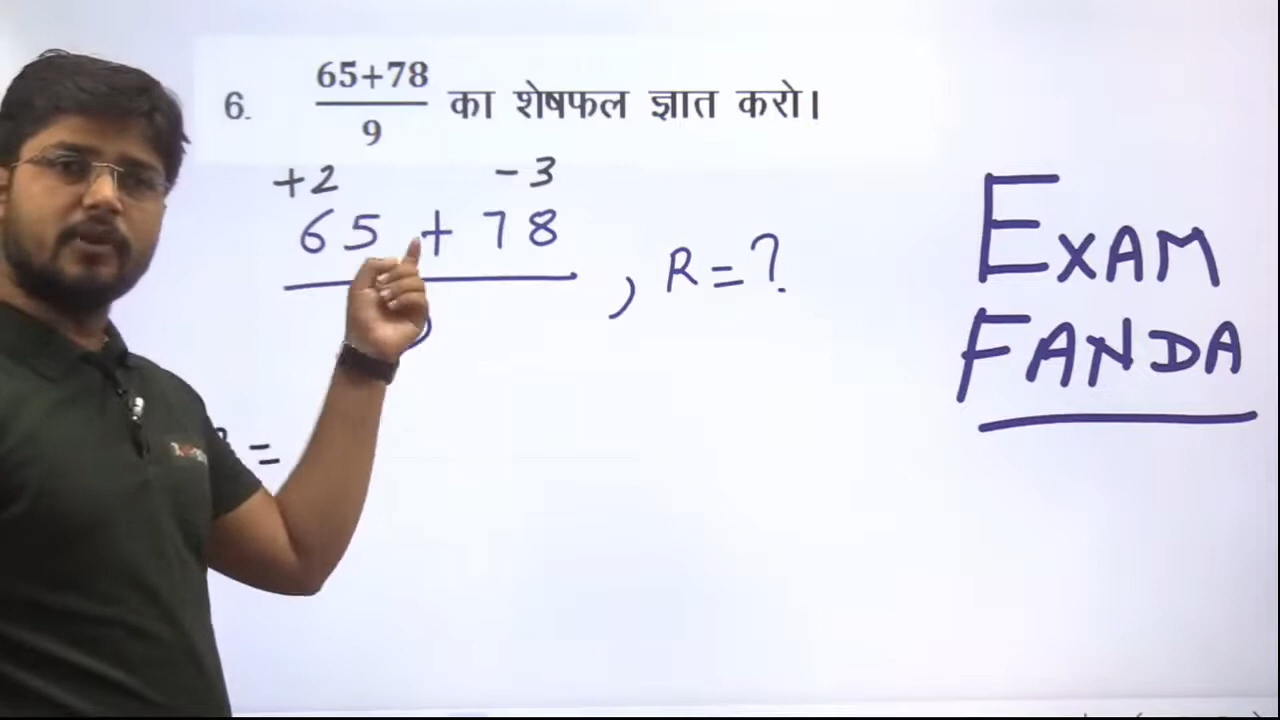 6. 65+78
9 का शेषफल ज्ञात करो।
+2 -3
65 + 78
, R = ?
=
EXAM
FANDA